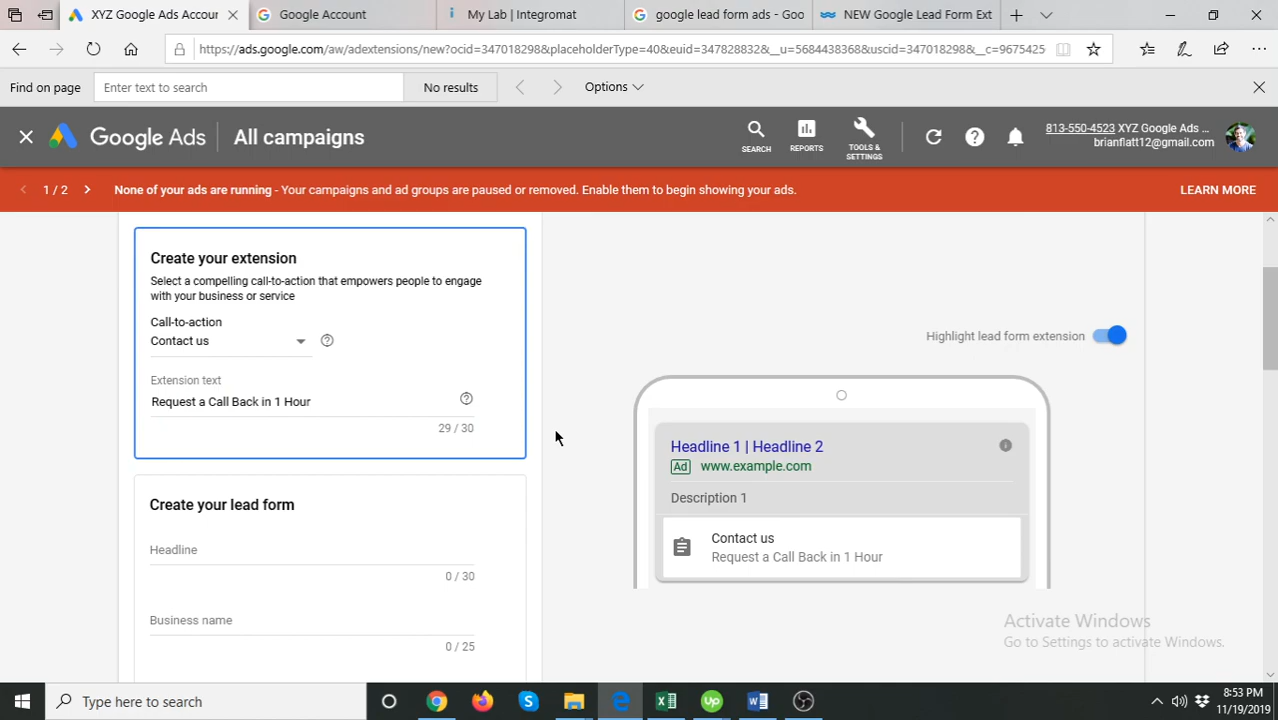 XYZ Google Ads Accour
Google Account
My Lab | Integromat
google lead form ads - Goo
NEW Google Lead Form Ext
https://ads.google.com/aw/adextensions/new?ocid=347018298&placeholderType=40&euid=347828832&__u=5684438368&uscid=347018298&__c=9675425
Find on page
Enter text to search
No results
Options
Google Ads
All campaigns
SEARCH
REPORTS
TOOLS &
SETTINGS
813-550-4523 XYZ Google Ads ...
brianflatt12@gmail.com
1 / 2
None of your ads are running - Your campaigns and ad groups are paused or removed. Enable them to begin showing your ads.
LEARN MORE
Create your extension
Select a compelling call-to-action that empowers people to engage
with your business or service
Call-to-action
Contact us
Extension text
Request a Call Back in 1 Hour
29 / 30
Create your lead form
Headline
0 / 30
Business name
0 / 25
Highlight lead form extension
Headline 1 | Headline 2
Ad www.example.com
Description 1
Contact us
Request a Call Back in 1 Hour
Activate Windows
Go to Settings to activate Windows.
Type here to search
8:53 PM
11/19/2019